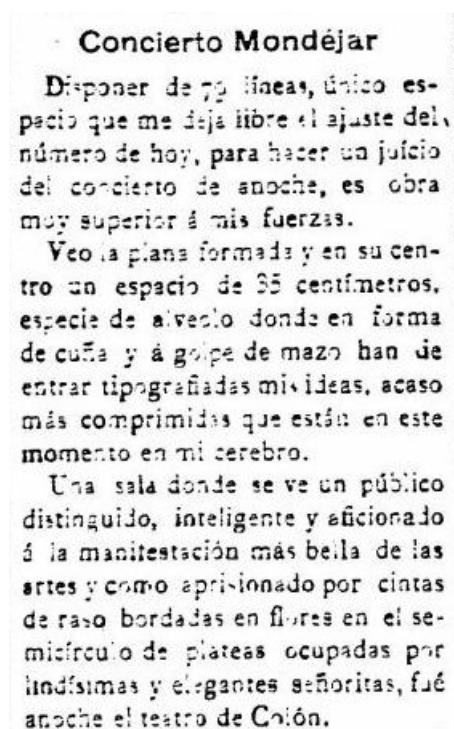 Concierto Mondéjar
Disponer de 79 líneas, único es-
pacio que me deja libre el ajuste del
número de hoy, para hacer un juício
del concierto de anoche, es obra
muy superior á mis fuerzas.
Veo la plana formada y en su cen-
tro un espacio de 35 centímetros,
especie de alveolo donde en forma
de cuña y á golpe de mazo han de
entrar tipografiadas mis ideas, acaso
más comprimidas que están en este
momento en mi cerebro.
Una sala donde se ve un público
distinguido, inteligente y aficionado
á la manifestación más bella de las
artes y como aprisionado por cintas
de raso bordadas en flores en el se-
micírculo de plateas ocupadas por
lindísimas y elegantes señoritas, fué
anoche el teatro de Colón.